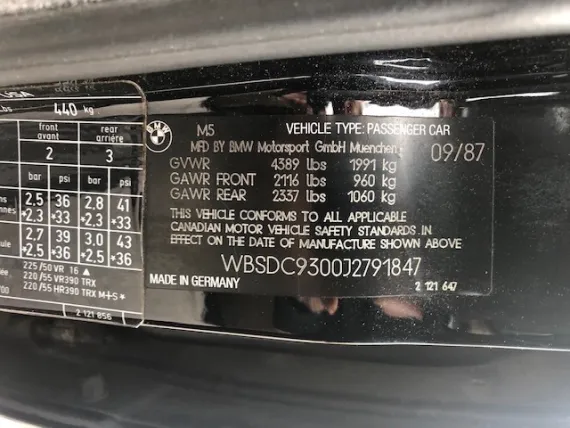 USA
lbs 440 kg
front rear
avant arrière
2 3
bar psi bar psi
2.5 36 2.8 41
*2.3 *33 *2.3 *33
2.7 39 3.0 43
*2.5 *36 *2.5 *36
225/50 VR 16 ▲
220/55 VR390 TRX
220/55 HR390 TRX M+S*
2 121 856
BMW
M5 VEHICLE TYPE: PASSENGER CAR
MFD BY BMW Motorsport GmbH Muenchen 09/87
GVWR 4389 lbs 1991 kg
GAWR FRONT 2116 lbs 960 kg
GAWR REAR 2337 lbs 1060 kg
THIS VEHICLE CONFORMS TO ALL APPLICABLE
CANADIAN MOTOR VEHICLE SAFETY STANDARDS IN
EFFECT ON THE DATE OF MANUFACTURE SHOWN ABOVE
WBSDC9300J2791847
MADE IN GERMANY 2 121 647